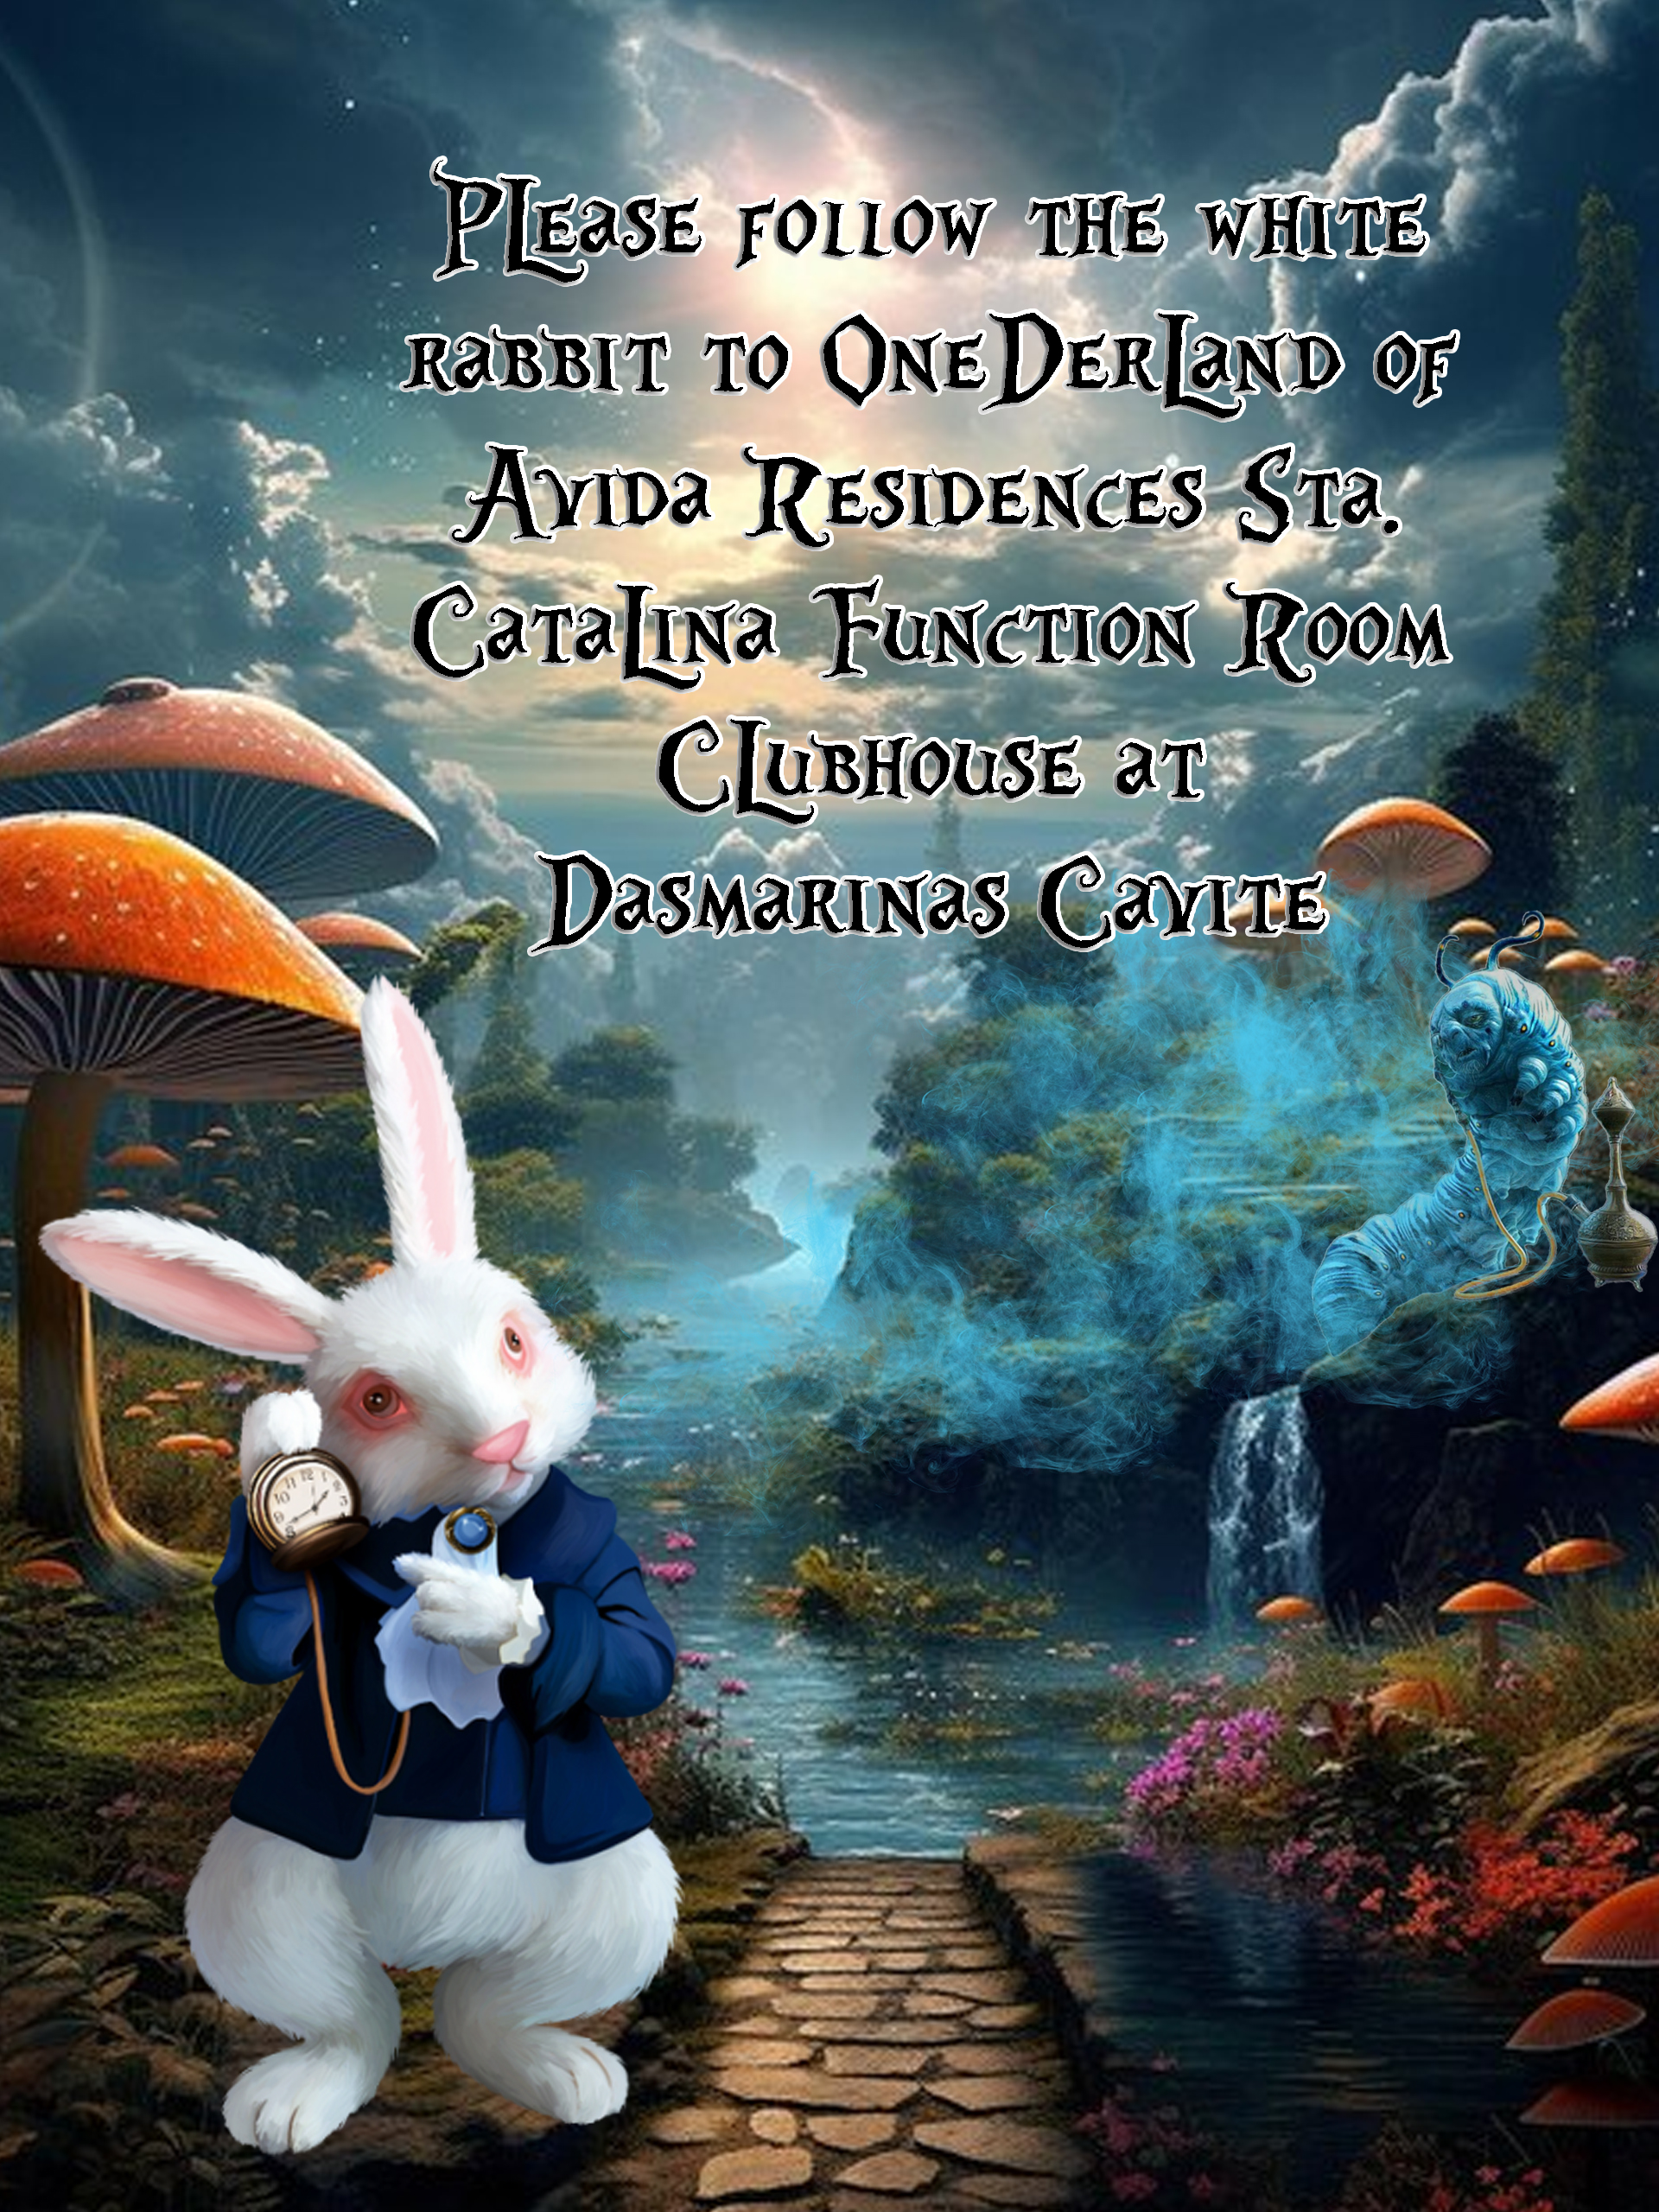 Please follow the white
rabbit to OneDerLand of
Avida Residences Sta.
Catalina Function Room
Clubhouse at
Dasmarinas Cavite